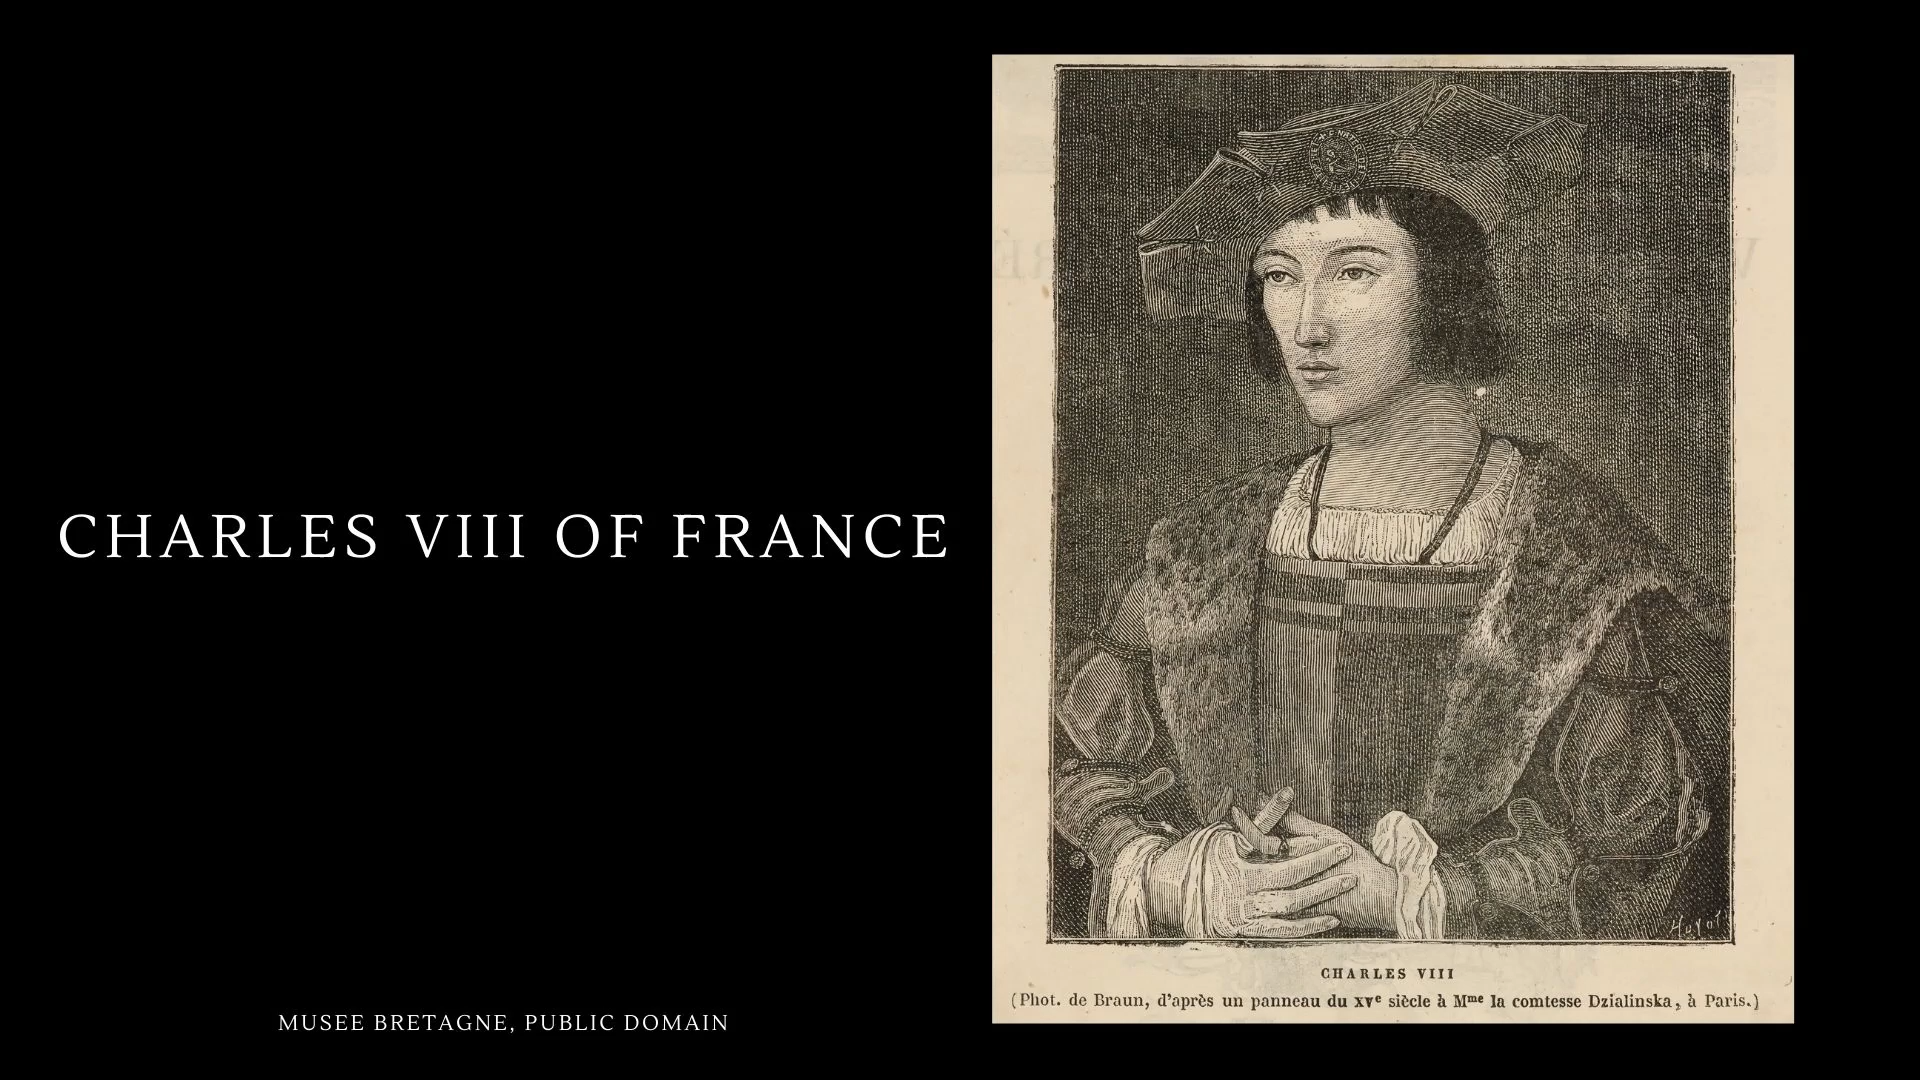 CHARLES VIII OF FRANCE
MUSEE BRETAGNE, PUBLIC DOMAIN
CHARLES VIII
(Phot. de Braun, d'après un panneau du XVe siècle à Mme la comtesse Dzialinska, à Paris.)